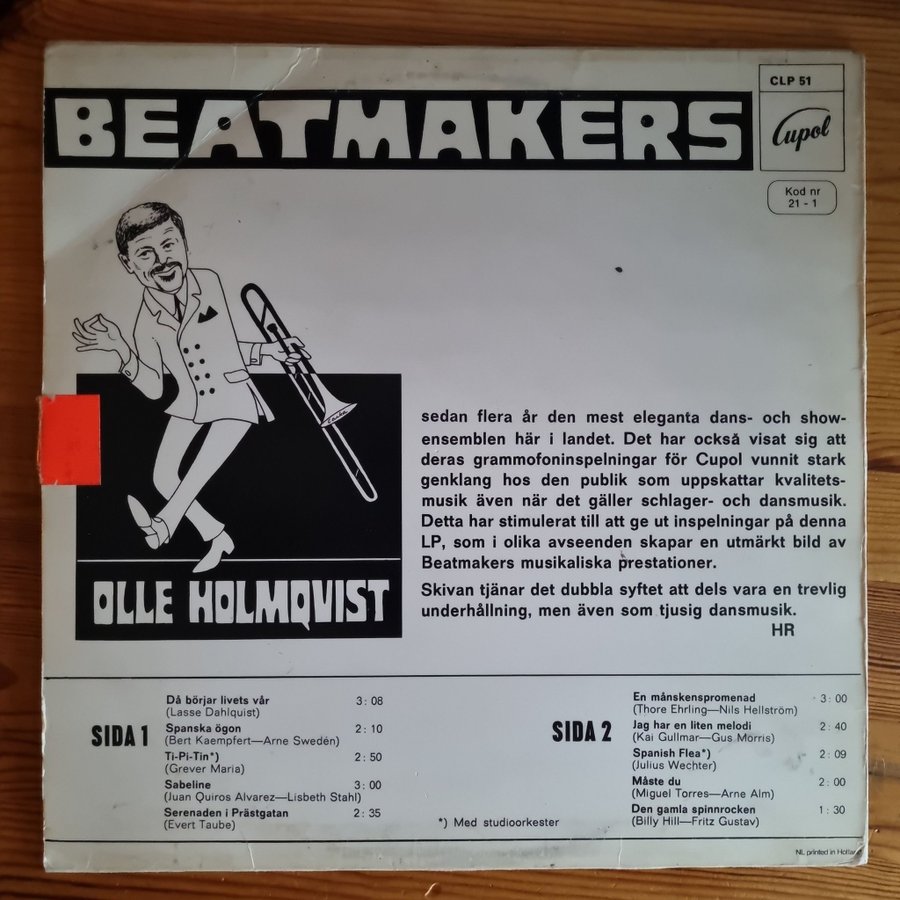 CLP 51
BEATMAKERS
Cupol
Kod nr
21 - 1
sedan flera år den mest eleganta dans- och show-
ensemblen här i landet. Det har också visat sig att
deras grammofoninspelningar för Cupol vunnit stark
genklang hos den publik som uppskattar kvalitets-
musik även när det gäller schlager- och dansmusik.
Detta har stimulerat till att ge ut inspelningar på denna
LP, som i olika avseenden skapar en utmärkt bild av
Beatmakers musikaliska prestationer.
Skivan tjänar det dubbla syftet att dels vara en trevlig
underhållning, men även som tjusig dansmusik.
HR
OLLE HOLMQVIST
SIDA 1
Då börjar livets vår 3:08
(Lasse Dahlquist)
Spanska ögon 2:10
(Bert Kaempfert—Arne Swedén)
Ti-Pi-Tin*) 2:50
(Grever Maria)
Sabeline 3:00
(Juan Quiros Alvarez—Lisbeth Stahl)
Serenaden i Prästgatan 2:35
(Evert Taube)
SIDA 2
En månskenspromenad 3:00
(Thore Ehrling—Nils Hellström)
Jag har en liten melodi 2:40
(Kai Gullmar—Gus Morris)
Spanish Flea*) 2:09
(Julius Wechter)
Måste du 2:00
(Miguel Torres—Arne Alm)
Den gamla spinnrocken 1:30
(Billy Hill—Fritz Gustav)
*) Med studioorkester
NL printed in Holland